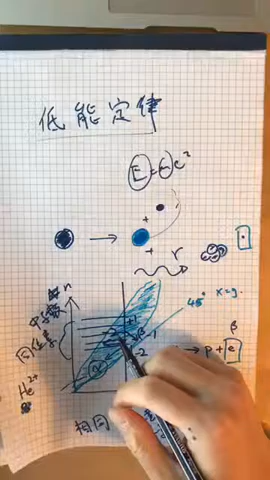 低能定律
E=mc²
+
+ r
n 45° x=y
中子数
+1
β
-1
-2
同位素
α
β
→ p + e
He²⁺
相同